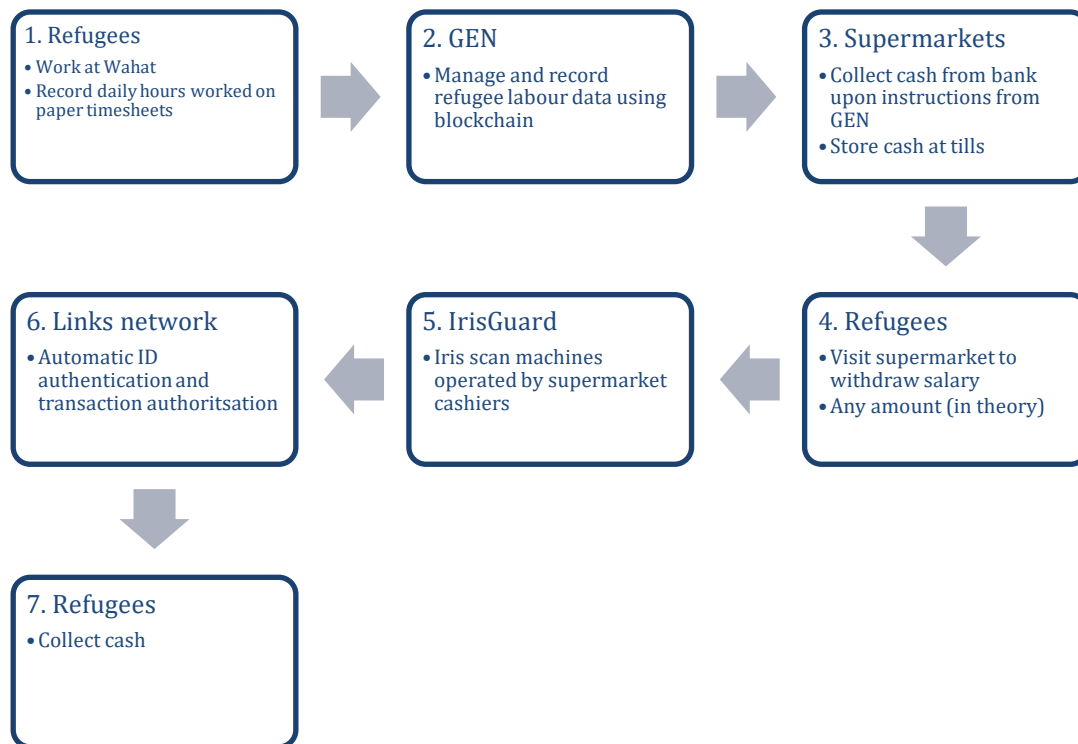 1. Refugees
• Work at Wahat
• Record daily hours worked on
paper timesheets
2. GEN
• Manage and record
refugee labour data using
blockchain
3. Supermarkets
• Collect cash from bank
upon instructions from
GEN
• Store cash at tills
4. Refugees
• Visit supermarket to
withdraw salary
• Any amount (in theory)
5. IrisGuard
• Iris scan machines
operated by supermarket
cashiers
6. Links network
• Automatic ID
authentication and
transaction authoritsation
7. Refugees
• Collect cash